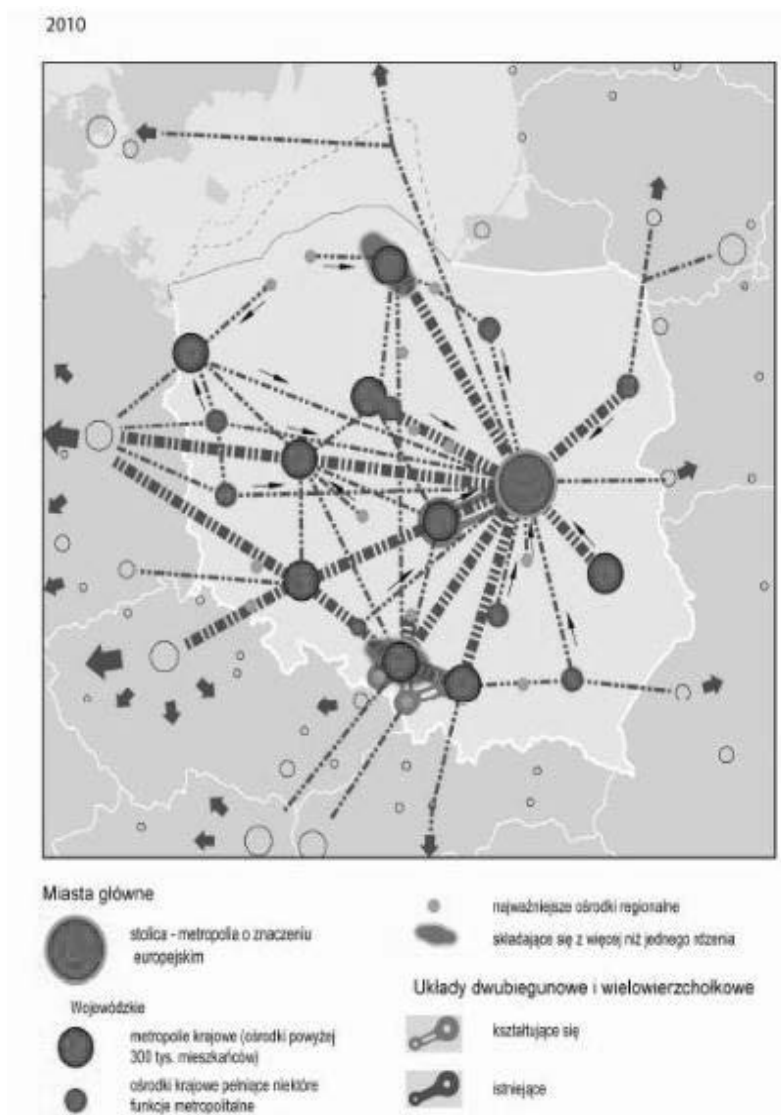 2010
Miasta główne
stolica - metropolia o znaczeniu
europejskim
Wojewódzkie
metropolie krajowe (ośrodki powyżej
300 tys. mieszkańców)
ośrodki krajowe pełniące niektóre
funkcje metropolitalne
najważniejsze ośrodki regionalne
składające się z więcej niż jednego rdzenia
Układy dwubiegunowe i wielowierzchołkowe
kształtujące się
istniejące